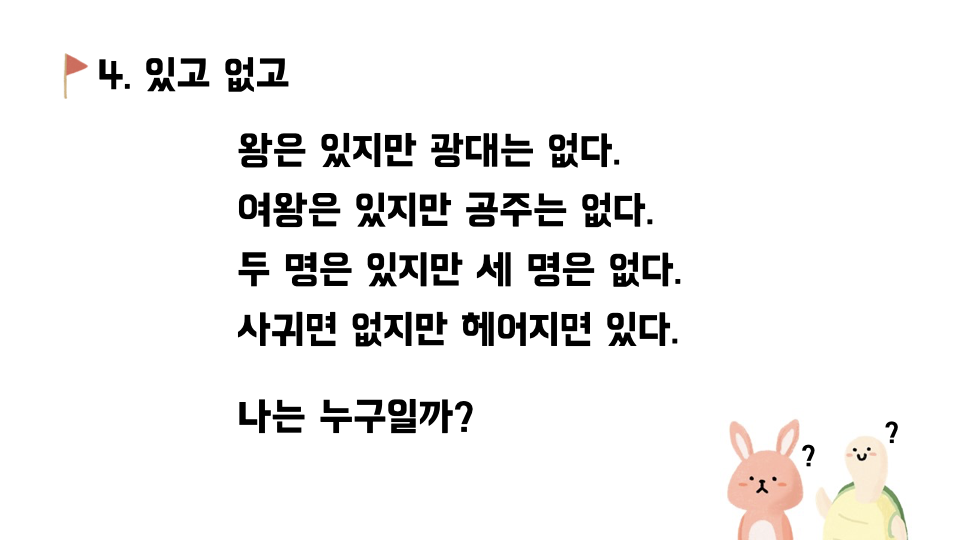 4. 있고 없고
왕은 있지만 광대는 없다.
여왕은 있지만 공주는 없다.
두 명은 있지만 세 명은 없다.
사귀면 없지만 헤어지면 있다.
나는 누구일까?
?
?